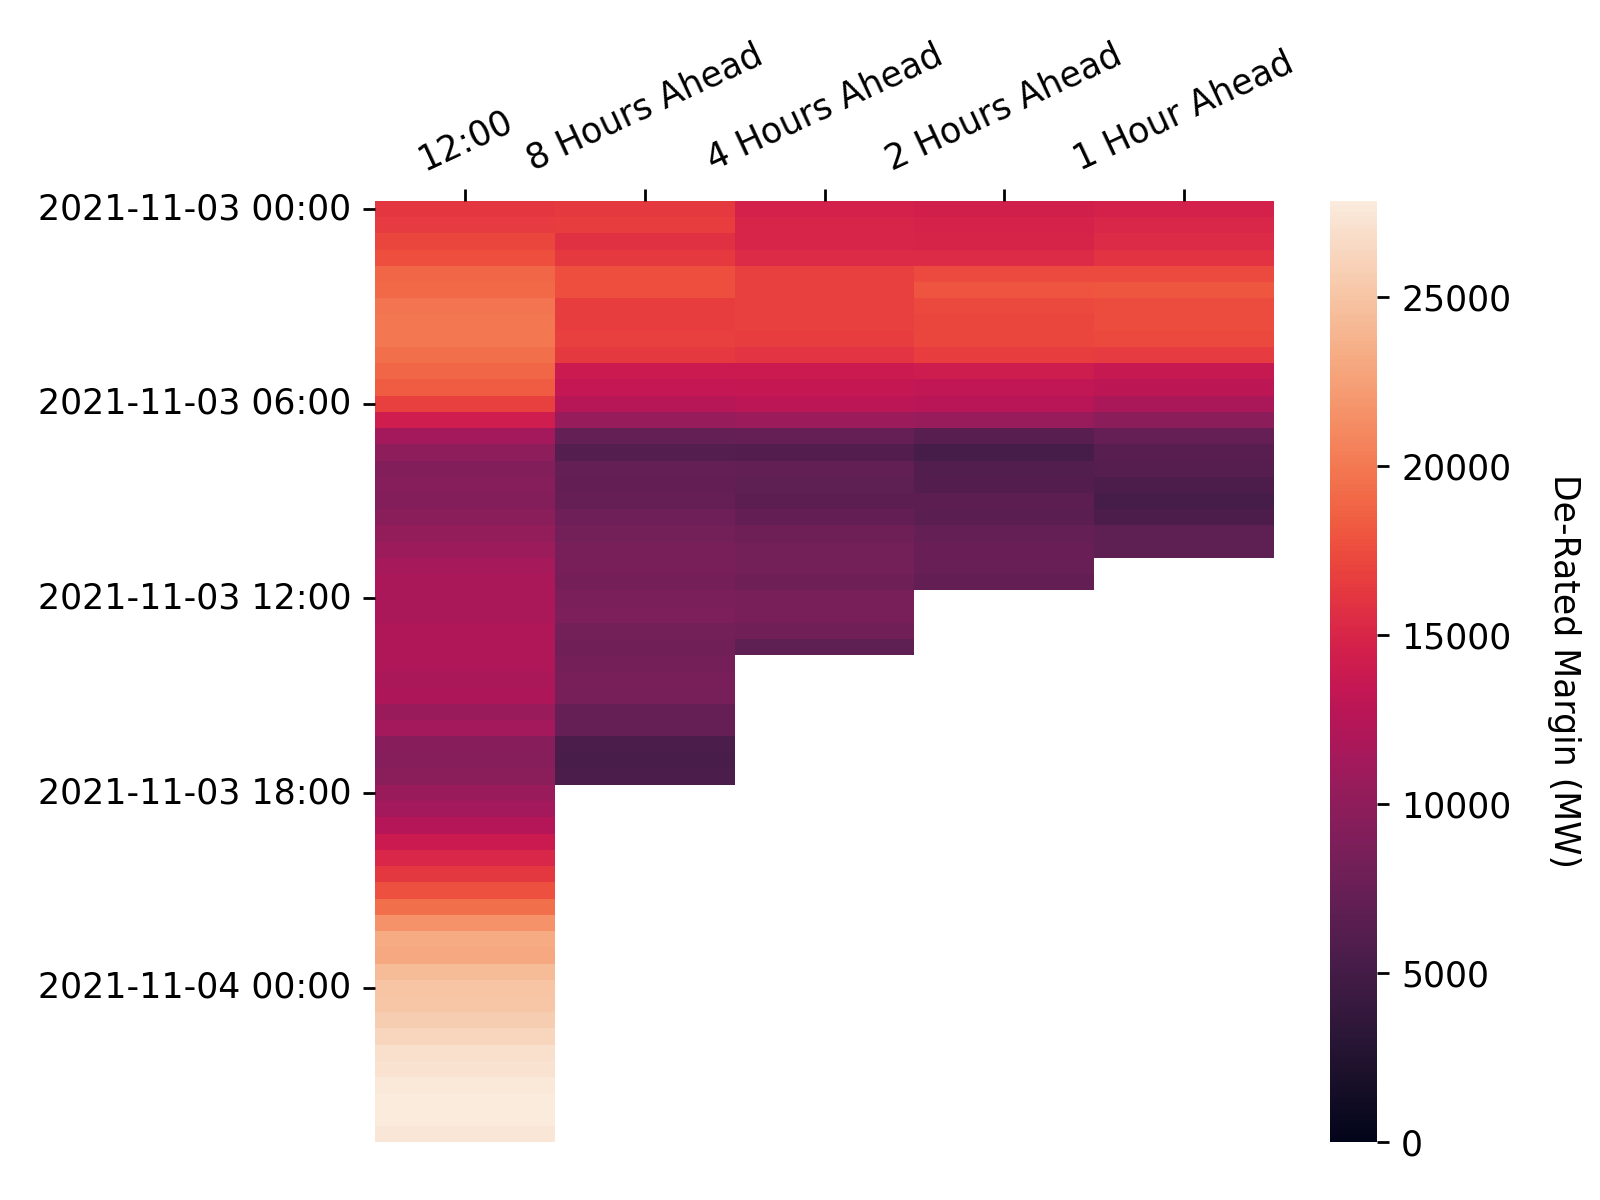 12:00
8 Hours Ahead
4 Hours Ahead
2 Hours Ahead
1 Hour Ahead
2021-11-03 00:00
2021-11-03 06:00
2021-11-03 12:00
2021-11-03 18:00
2021-11-04 00:00
25000
20000
15000
10000
5000
0
De-Rated Margin (MW)